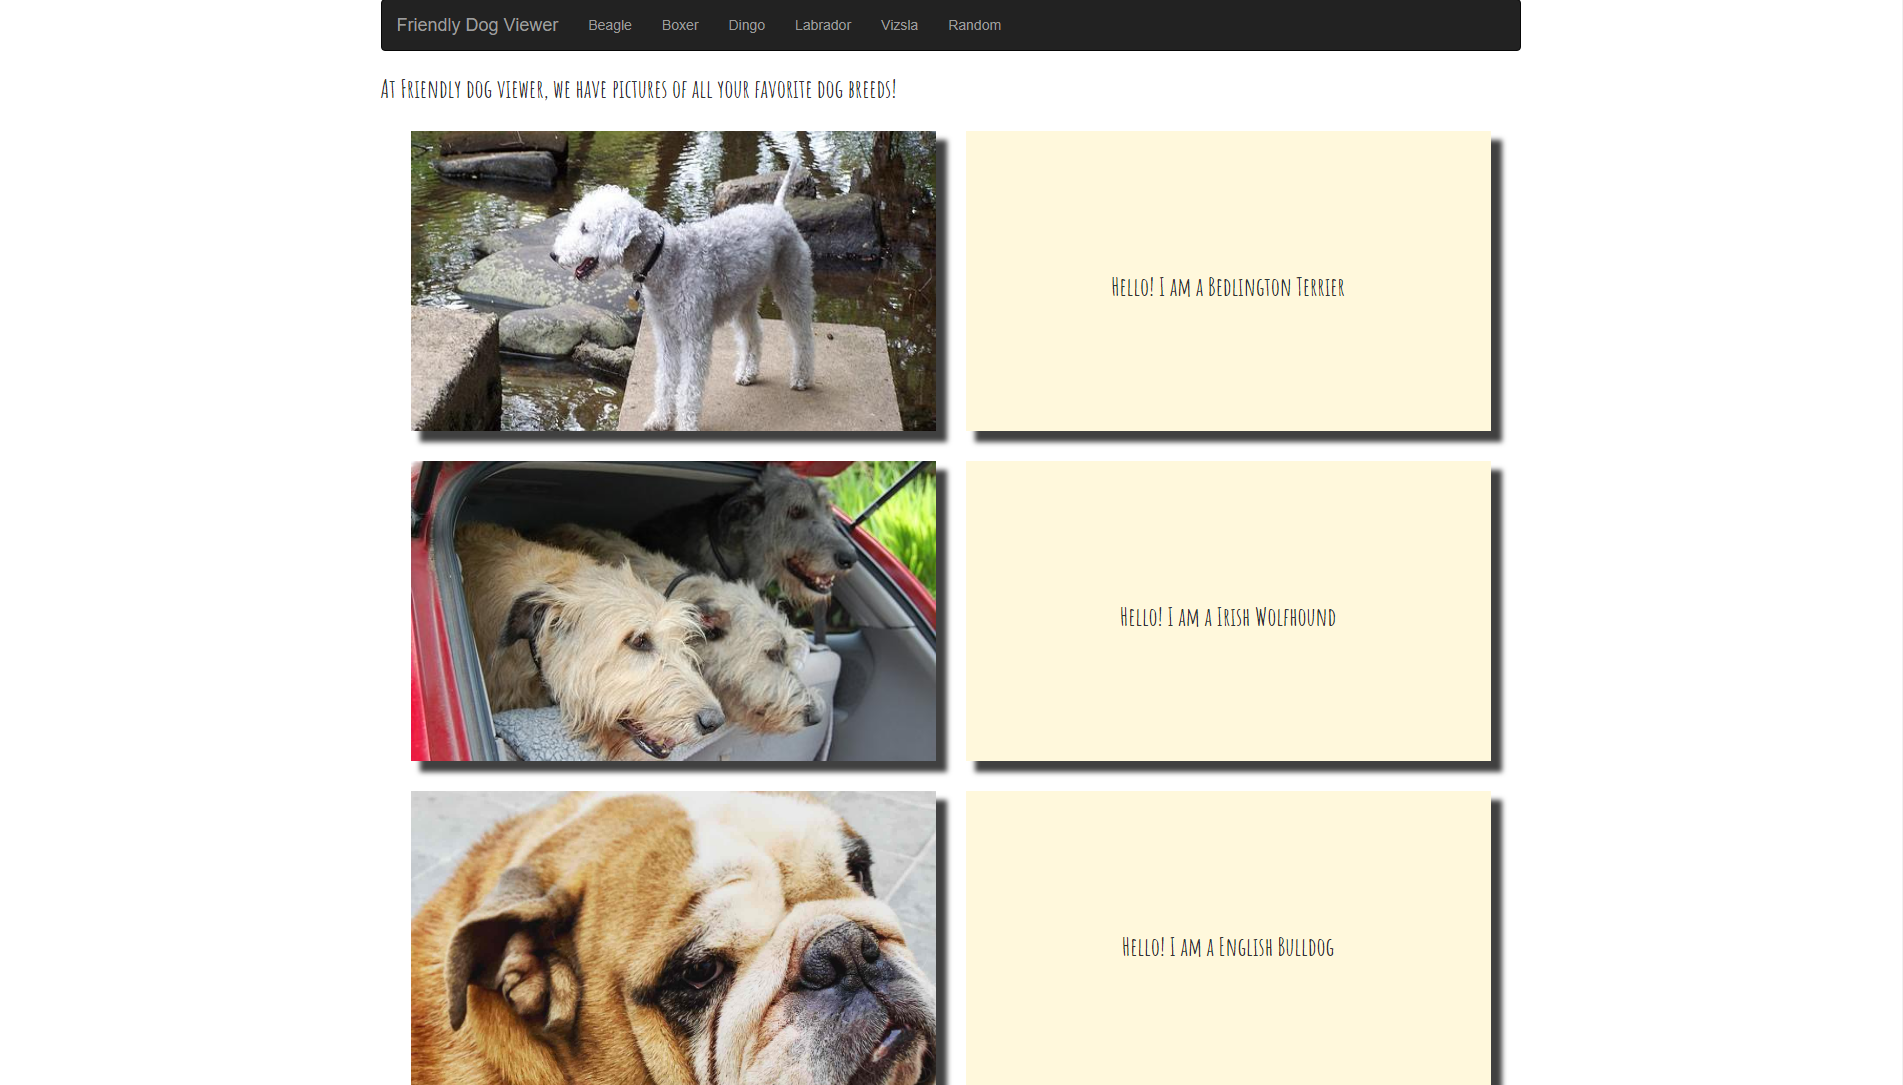 Friendly Dog Viewer Beagle Boxer Dingo Labrador Vizsla Random
At Friendly dog viewer, we have pictures of all your favorite dog breeds!
Hello! I am a Bedlington Terrier
Hello! I am a Irish Wolfhound
Hello! I am a English Bulldog